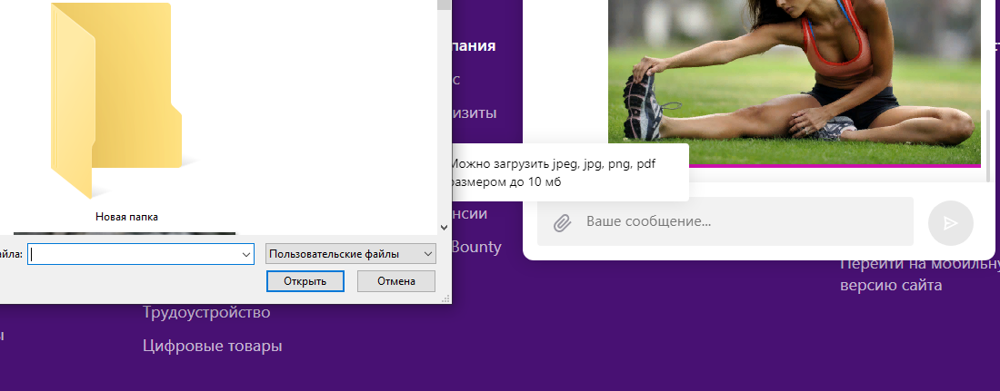 Новая папка
айла:
Пользовательские файлы
Открыть
Отмена
Трудоустройство
Цифровые товары
ы
пания
с
изиты
Можно загрузить jpeg, jpg, png, pdf
размером до 10 мб
нсии
Bounty
Ваше сообщение...
Перейти на мобильну
версию сайта